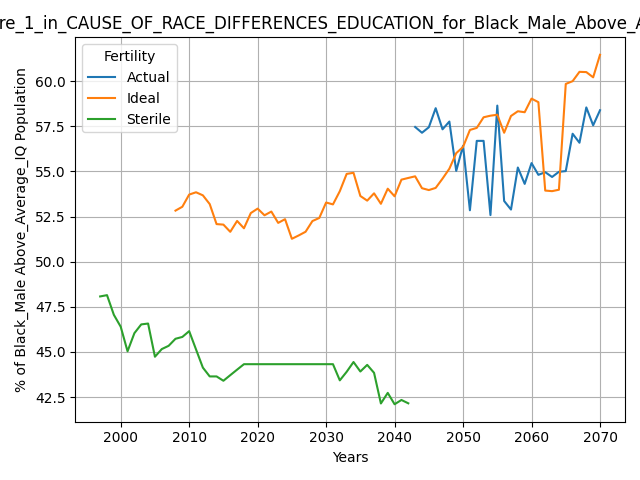 re_1_in_CAUSE_OF_RACE_DIFFERENCES_EDUCATION_for_Black_Male_Above_A
Fertility
Actual
Ideal
Sterile
% of Black_Male Above_Average_IQ Population
60.0
57.5
55.0
52.5
50.0
47.5
45.0
42.5
2000 2010 2020 2030 2040 2050 2060 2070
Years